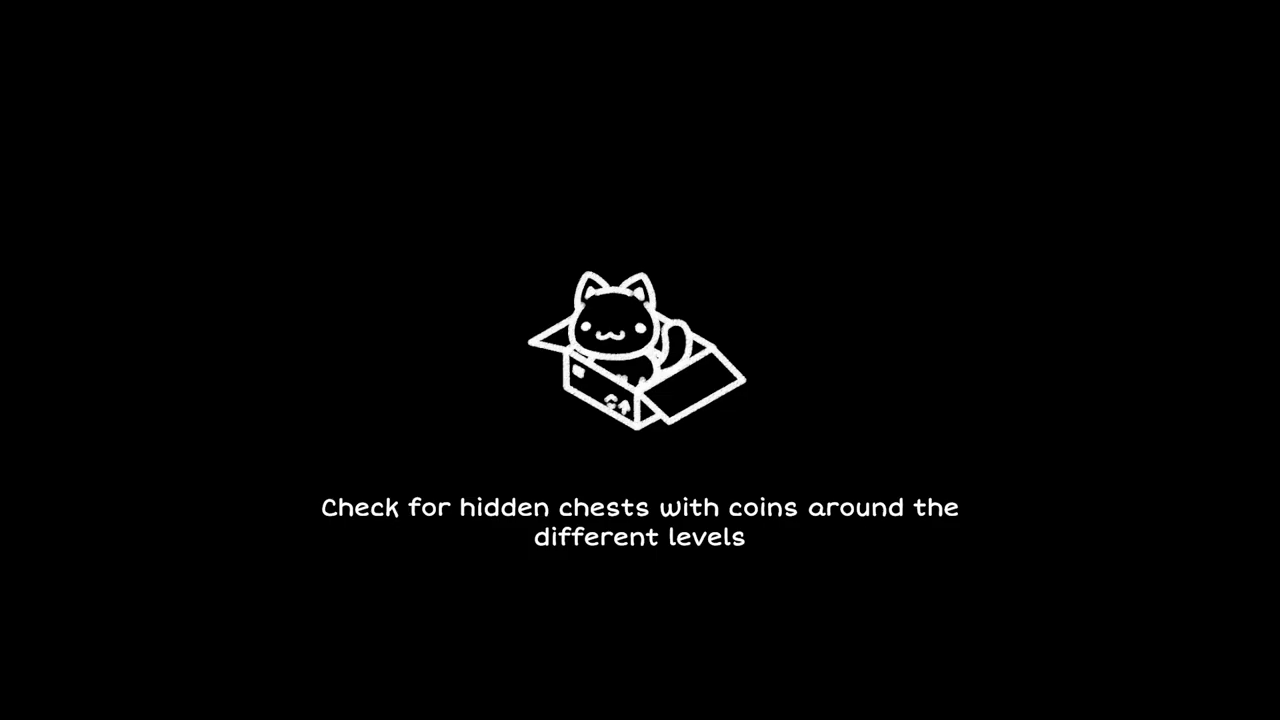 Check for hidden chests with coins around the
different levels